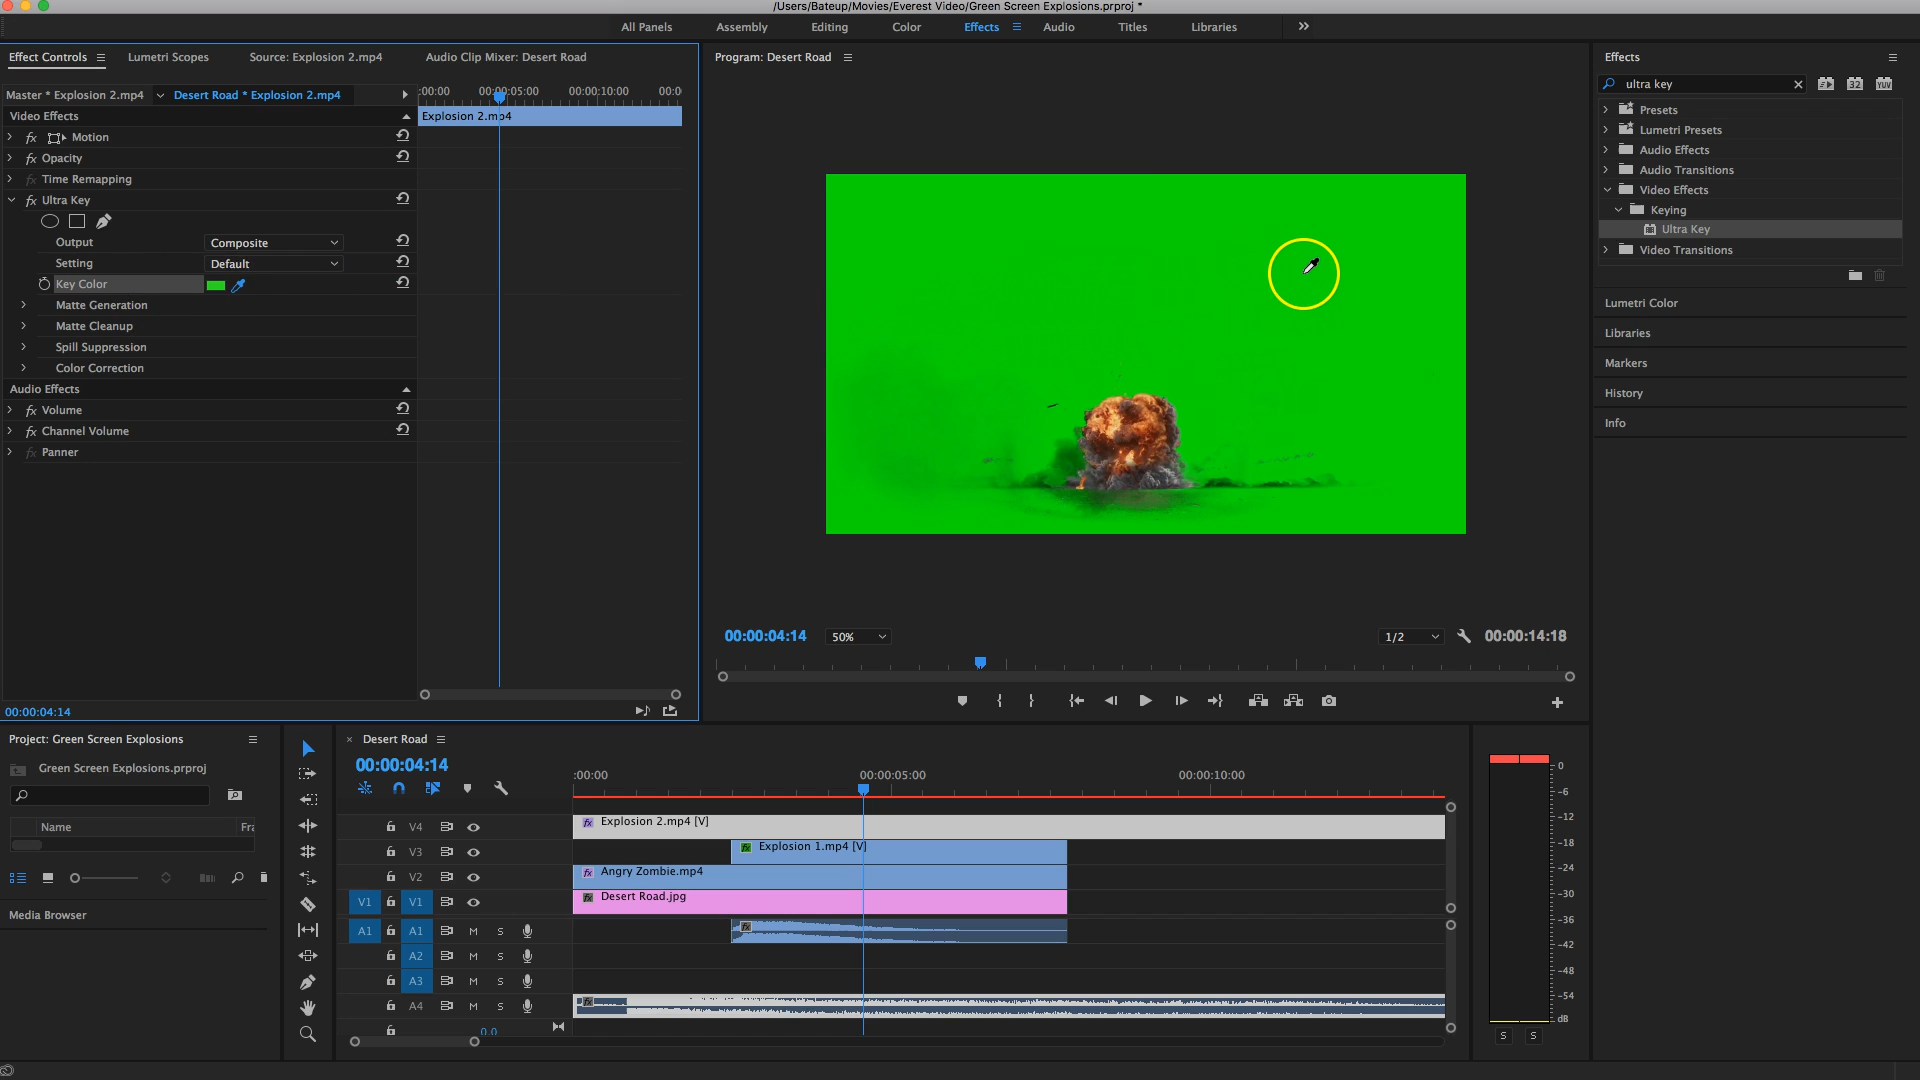 /Users/Bateup/Movies/Everest Video/Green Screen Explosions.prproj *
All Panels Assembly Editing Color Effects Audio Titles Libraries
Effect Controls Lumetri Scopes Source: Explosion 2.mp4 Audio Clip Mixer: Desert Road
Program: Desert Road
Effects
Master * Explosion 2.mp4 Desert Road * Explosion 2.mp4
:00:00 00:00:05:00 00:00:10:00 00:0
Video Effects
Explosion 2.mp4
fx Motion
fx Opacity
fx Time Remapping
fx Ultra Key
Output Composite
Setting Default
Key Color
Matte Generation
Matte Cleanup
Spill Suppression
Color Correction
Audio Effects
fx Volume
fx Channel Volume
fx Panner
00:00:04:14
00:00:04:14 50% 1/2 00:00:14:18
ultra key
32 YUV
Presets
Lumetri Presets
Audio Effects
Audio Transitions
Video Effects
Keying
Ultra Key
Video Transitions
Lumetri Color
Libraries
Markers
History
Info
Project: Green Screen Explosions
Green Screen Explosions.prproj
Name Fra
Media Browser
Desert Road
00:00:04:14
:00:00 00:00:05:00 00:00:10:00
V4 fx Explosion 2.mp4 [V]
V3 fx Explosion 1.mp4 [V]
V2 fx Angry Zombie.mp4
V1 V1 fx Desert Road.jpg
A1 A1 M S fx
A2 M S
A3 M S
A4 M S fx
0.0
0
-6
-12
-18
-24
-30
-36
-42
-48
-54
dB
S S